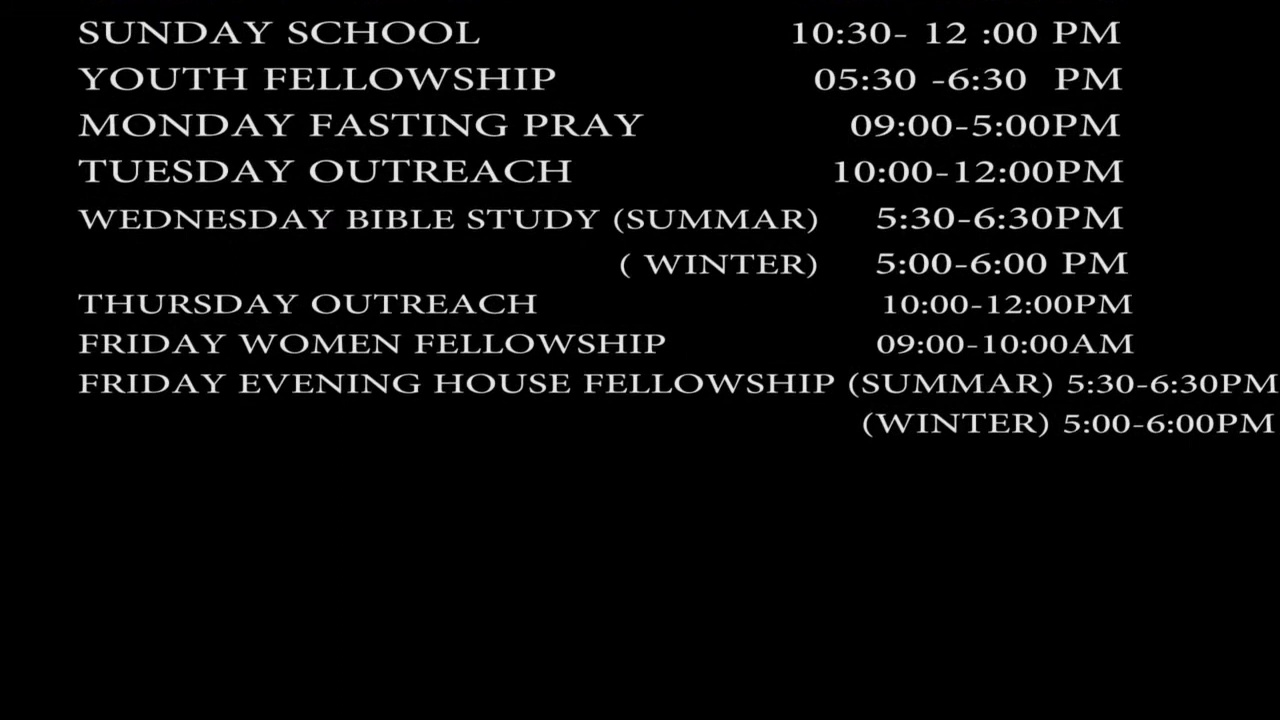 SUNDAY SCHOOL 10:30- 12 :00 PM
YOUTH FELLOWSHIP 05:30 -6:30 PM
MONDAY FASTING PRAY 09:00-5:00PM
TUESDAY OUTREACH 10:00-12:00PM
WEDNESDAY BIBLE STUDY (SUMMAR) 5:30-6:30PM
( WINTER) 5:00-6:00 PM
THURSDAY OUTREACH 10:00-12:00PM
FRIDAY WOMEN FELLOWSHIP 09:00-10:00AM
FRIDAY EVENING HOUSE FELLOWSHIP (SUMMAR) 5:30-6:30PM
(WINTER) 5:00-6:00PM